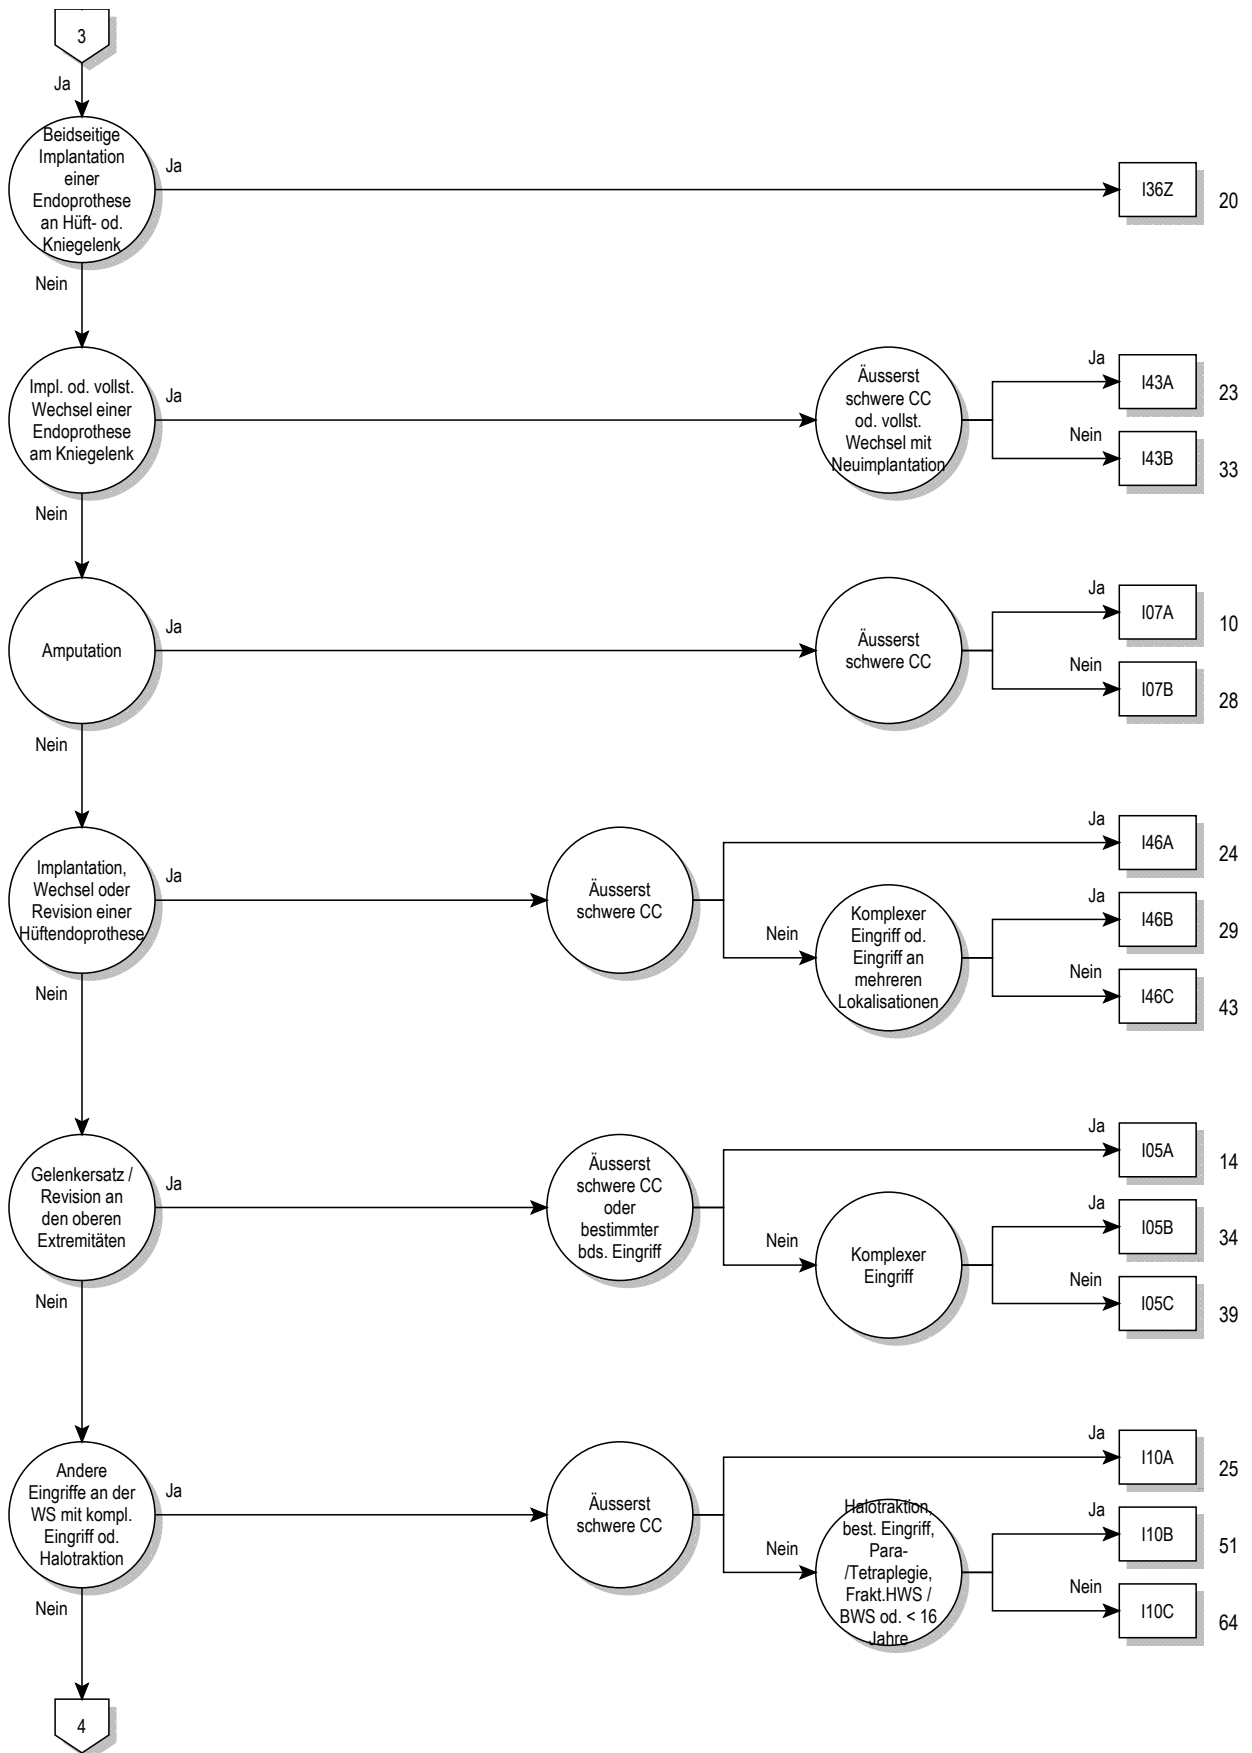 3
Ja
Beidseitige
Implantation
einer
Endoprothese
an Hüft- od.
Kniegelenk
Ja
I36Z
20
Nein
Impl. od. vollst.
Wechsel einer
Endoprothese
am Kniegelenk
Ja
Äusserst
schwere CC
od. vollst.
Wechsel mit
Neuimplantation
Ja
I43A
23
Nein
I43B
33
Nein
Amputation
Ja
Äusserst
schwere CC
Ja
I07A
10
Nein
I07B
28
Nein
Implantation,
Wechsel oder
Revision einer
Hüftendoprothese
Ja
Äusserst
schwere CC
Ja
I46A
24
Nein
Komplexer
Eingriff od.
Eingriff an
mehreren
Lokalisationen
Ja
I46B
29
Nein
I46C
43
Nein
Gelenkersatz /
Revision an
den oberen
Extremitäten
Ja
Äusserst
schwere CC
oder
bestimmter
bds. Eingriff
Ja
I05A
14
Nein
Komplexer
Eingriff
Ja
I05B
34
Nein
I05C
39
Nein
Andere
Eingriffe an der
WS mit kompl.
Eingriff od.
Halotraktion
Ja
Äusserst
schwere CC
Ja
I10A
25
Nein
Halotraktion,
best. Eingriff,
Para-
/Tetraplegie,
Frakt.HWS /
BWS od. < 16
Jahre
Ja
I10B
51
Nein
I10C
64
Nein
4